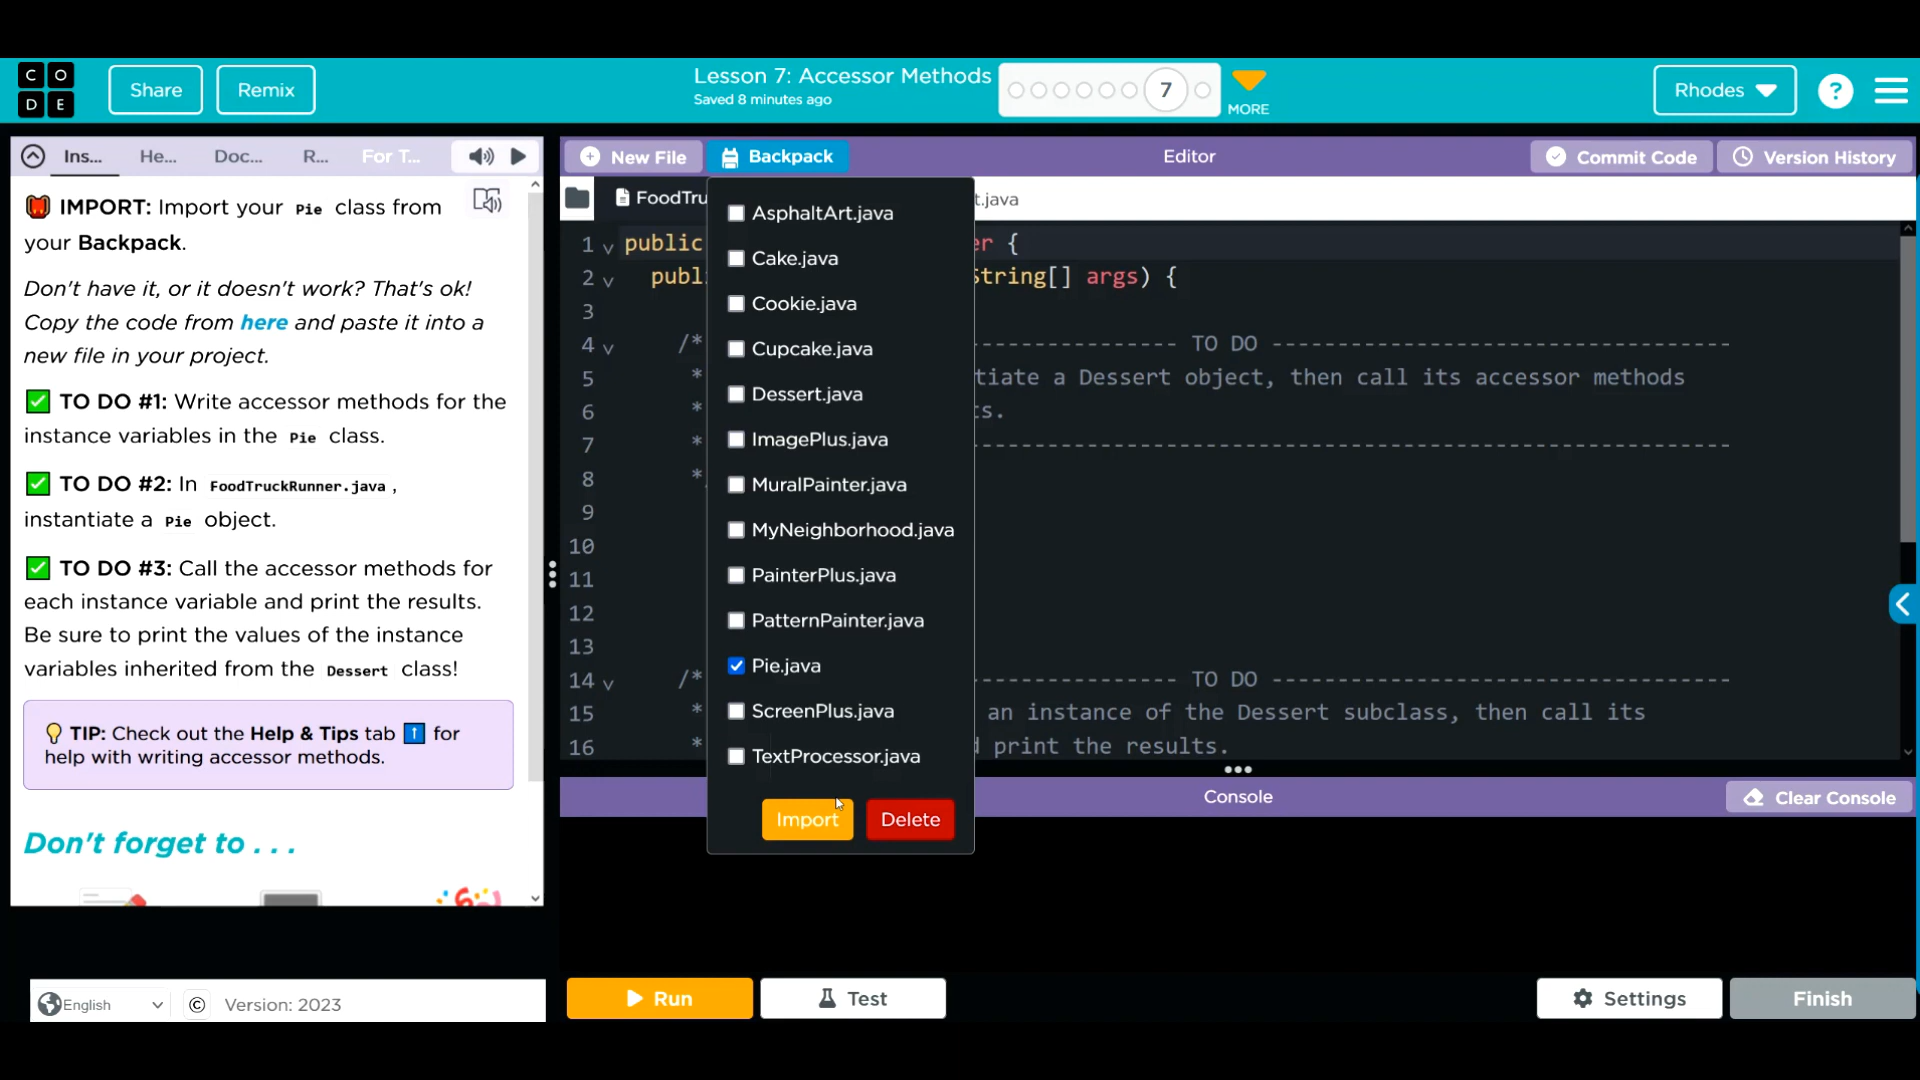 C O
D E
Share
Remix
Lesson 7: Accessor Methods
Saved 8 minutes ago
7
MORE
Rhodes
?
Ins...
He...
Doc...
R...
For T...
New File
Backpack
Editor
Commit Code
Version History
IMPORT: Import your Pie class from
your Backpack.
Don't have it, or it doesn't work? That's ok!
Copy the code from here and paste it into a
new file in your project.
TO DO #1: Write accessor methods for the
instance variables in the Pie class.
TO DO #2: In FoodTruckRunner.java ,
instantiate a Pie object.
TO DO #3: Call the accessor methods for
each instance variable and print the results.
Be sure to print the values of the instance
variables inherited from the Dessert class!
TIP: Check out the Help & Tips tab for
help with writing accessor methods.
Don't forget to . . .
English
© Version: 2023
FoodTru
t.java
1 public er {
2 publ String[] args) {
3
4 /* ---------------- TO DO -----------------------------------
5 * tiate a Dessert object, then call its accessor methods
6 * ts.
7 * ---------------------------------------------------------
8 *
9
10
11
12
13
14 /* ---------------- TO DO -----------------------------------
15 * an instance of the Dessert subclass, then call its
16 * d print the results.
AsphaltArt.java
Cake.java
Cookie.java
Cupcake.java
Dessert.java
ImagePlus.java
MuralPainter.java
MyNeighborhood.java
PainterPlus.java
PatternPainter.java
Pie.java
ScreenPlus.java
TextProcessor.java
Import
Delete
Console
Clear Console
Run
Test
Settings
Finish